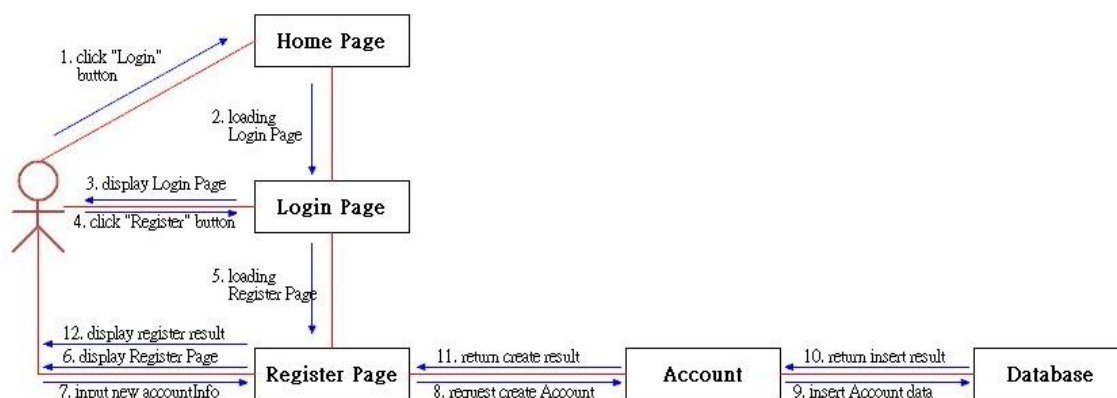 Home Page
1. click "Login"
button
2. loading
Login Page
3. display Login Page
Login Page
4. click "Register" button
5. loading
Register Page
12. display register result
6. display Register Page
7. input new accountInfo
Register Page
11. return create result
8. request create Account
Account
10. return insert result
9. insert Account data
Database